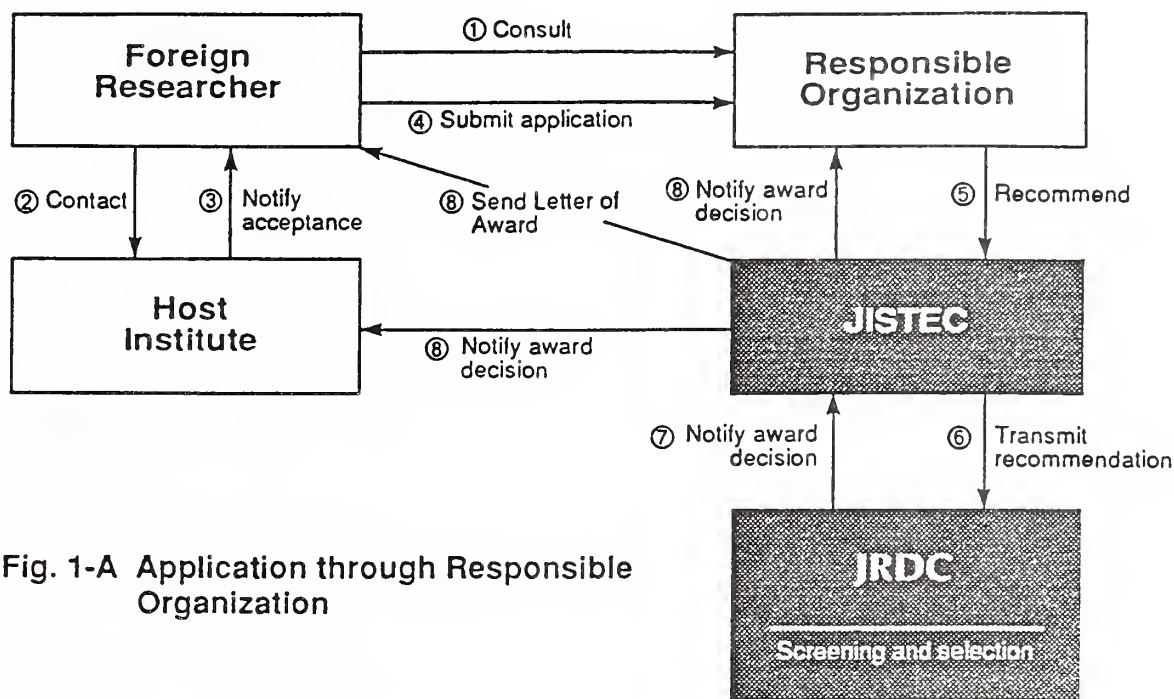 ① Consult
Foreign
Researcher
Responsible
Organization
④ Submit application
② Contact
③ Notify
acceptance
⑧ Send Letter of
Award
⑧ Notify award
decision
⑤ Recommend
Host
Institute
JISTEC
⑧ Notify award
decision
⑦ Notify award
decision
⑥ Transmit
recommendation
Fig. 1-A Application through Responsible
Organization
JRDC
Screening and selection